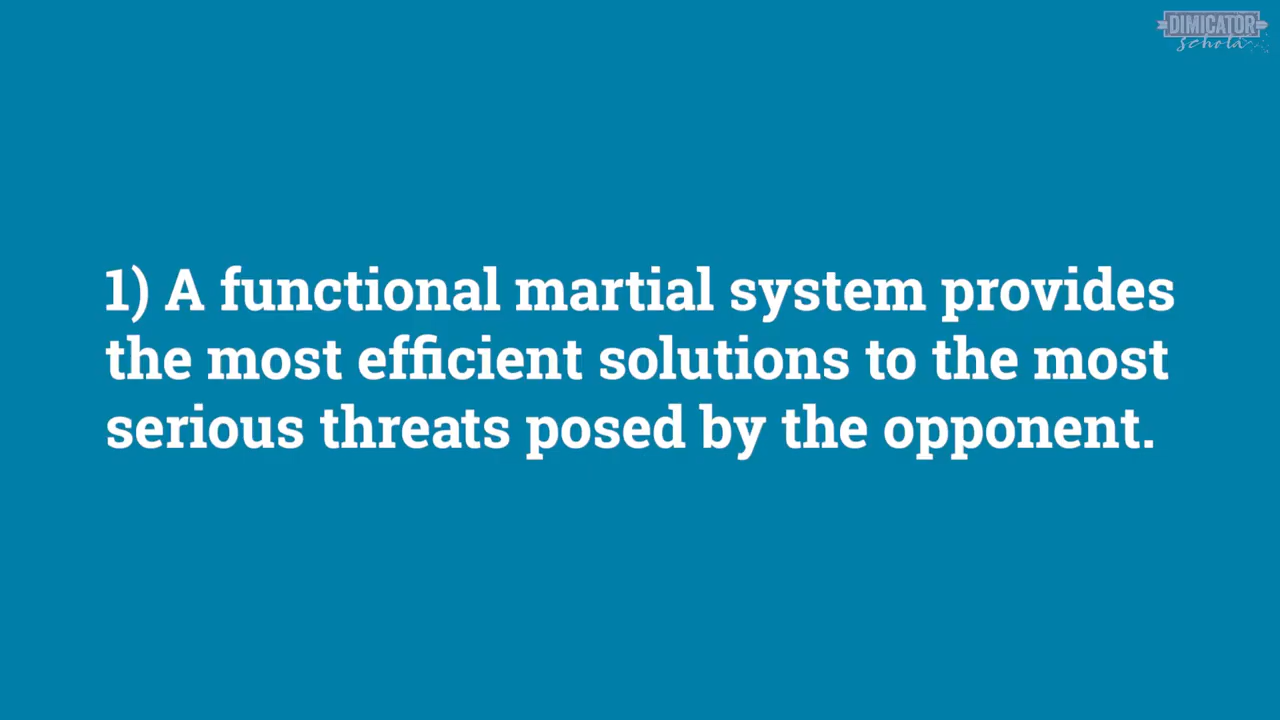 DIMICATOR
schola
1) A functional martial system provides
the most efficient solutions to the most
serious threats posed by the opponent.